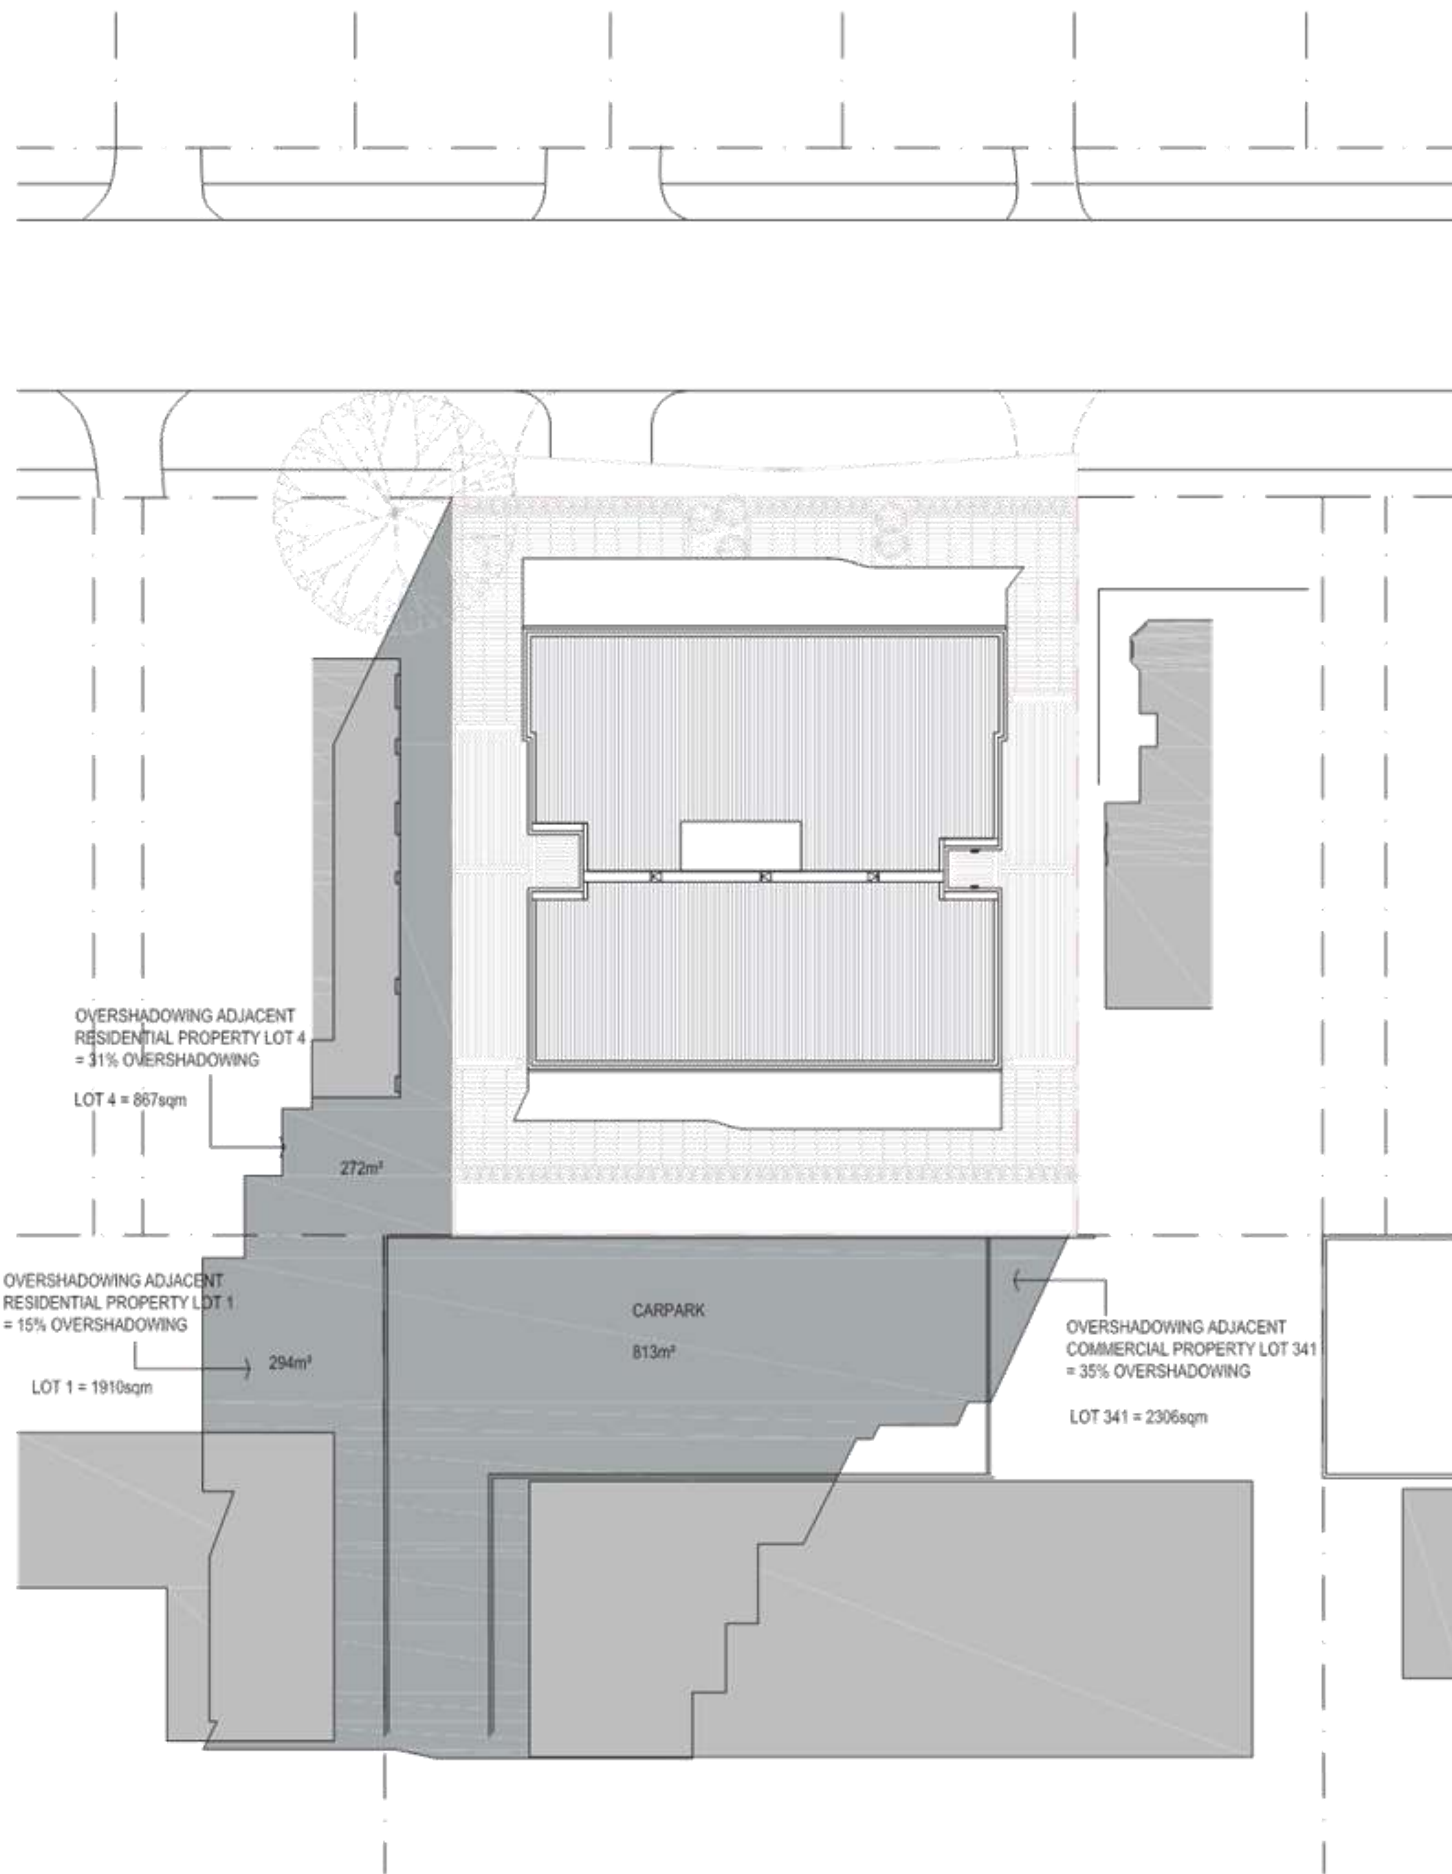 OVERSHADOWING ADJACENT
RESIDENTIAL PROPERTY LOT 4
= 31% OVERSHADOWING
LOT 4 = 867sqm
272m²
OVERSHADOWING ADJACENT
RESIDENTIAL PROPERTY LOT 1
= 15% OVERSHADOWING
294m²
LOT 1 = 1910sqm
CARPARK
813m²
OVERSHADOWING ADJACENT
COMMERCIAL PROPERTY LOT 341
= 35% OVERSHADOWING
LOT 341 = 2306sqm